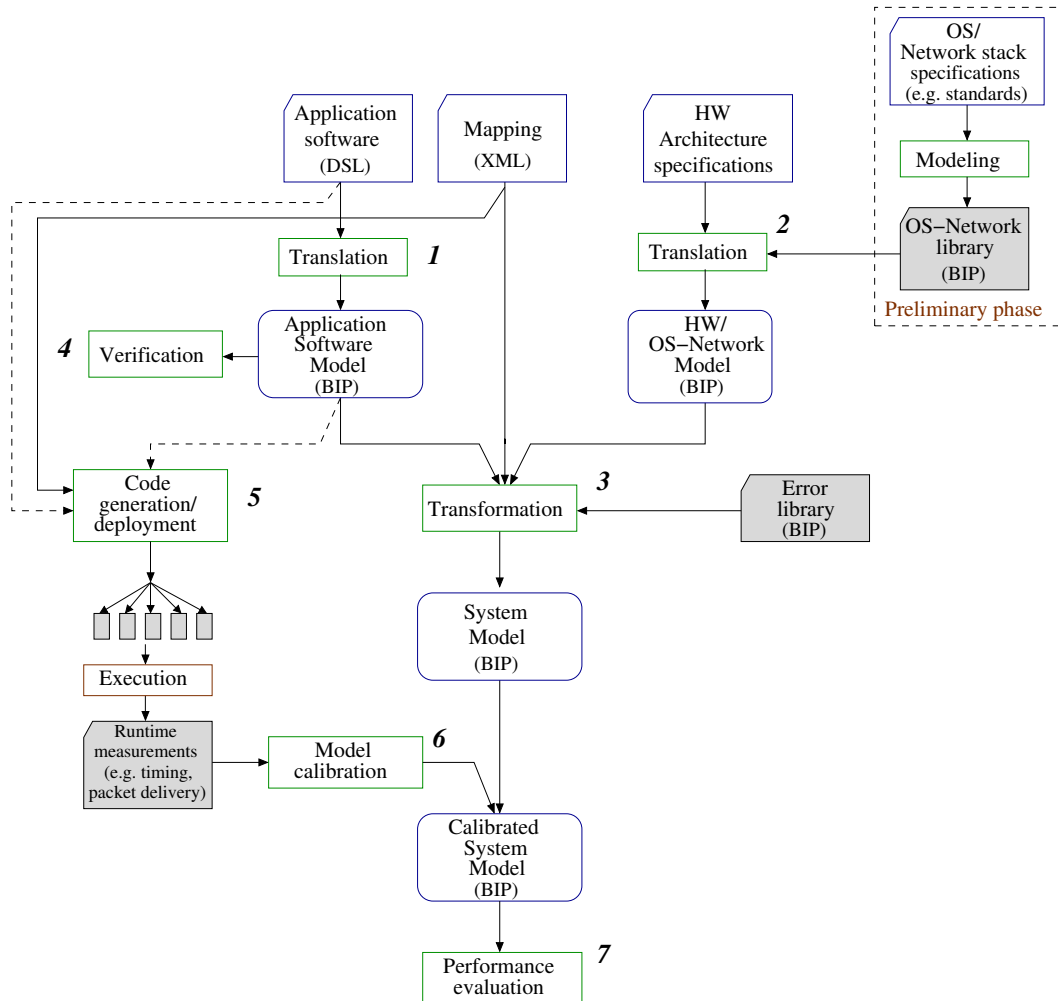 OS/
Network stack
specifications
(e.g. standards)
Application
software
(DSL)
Mapping
(XML)
HW
Architecture
specifications
Modeling
1
2
OS−Network
library
(BIP)
Translation
Translation
Preliminary phase
4
Verification
Application
Software
Model
(BIP)
HW/
OS−Network Model
(BIP)
Code
generation/
deployment
5
3
Transformation
Error
library
(BIP)
System
Model
(BIP)
Execution
Runtime
measurements
(e.g. timing,
packet delivery)
Model
calibration
6
Calibrated
System
Model
(BIP)
7
Performance
evaluation